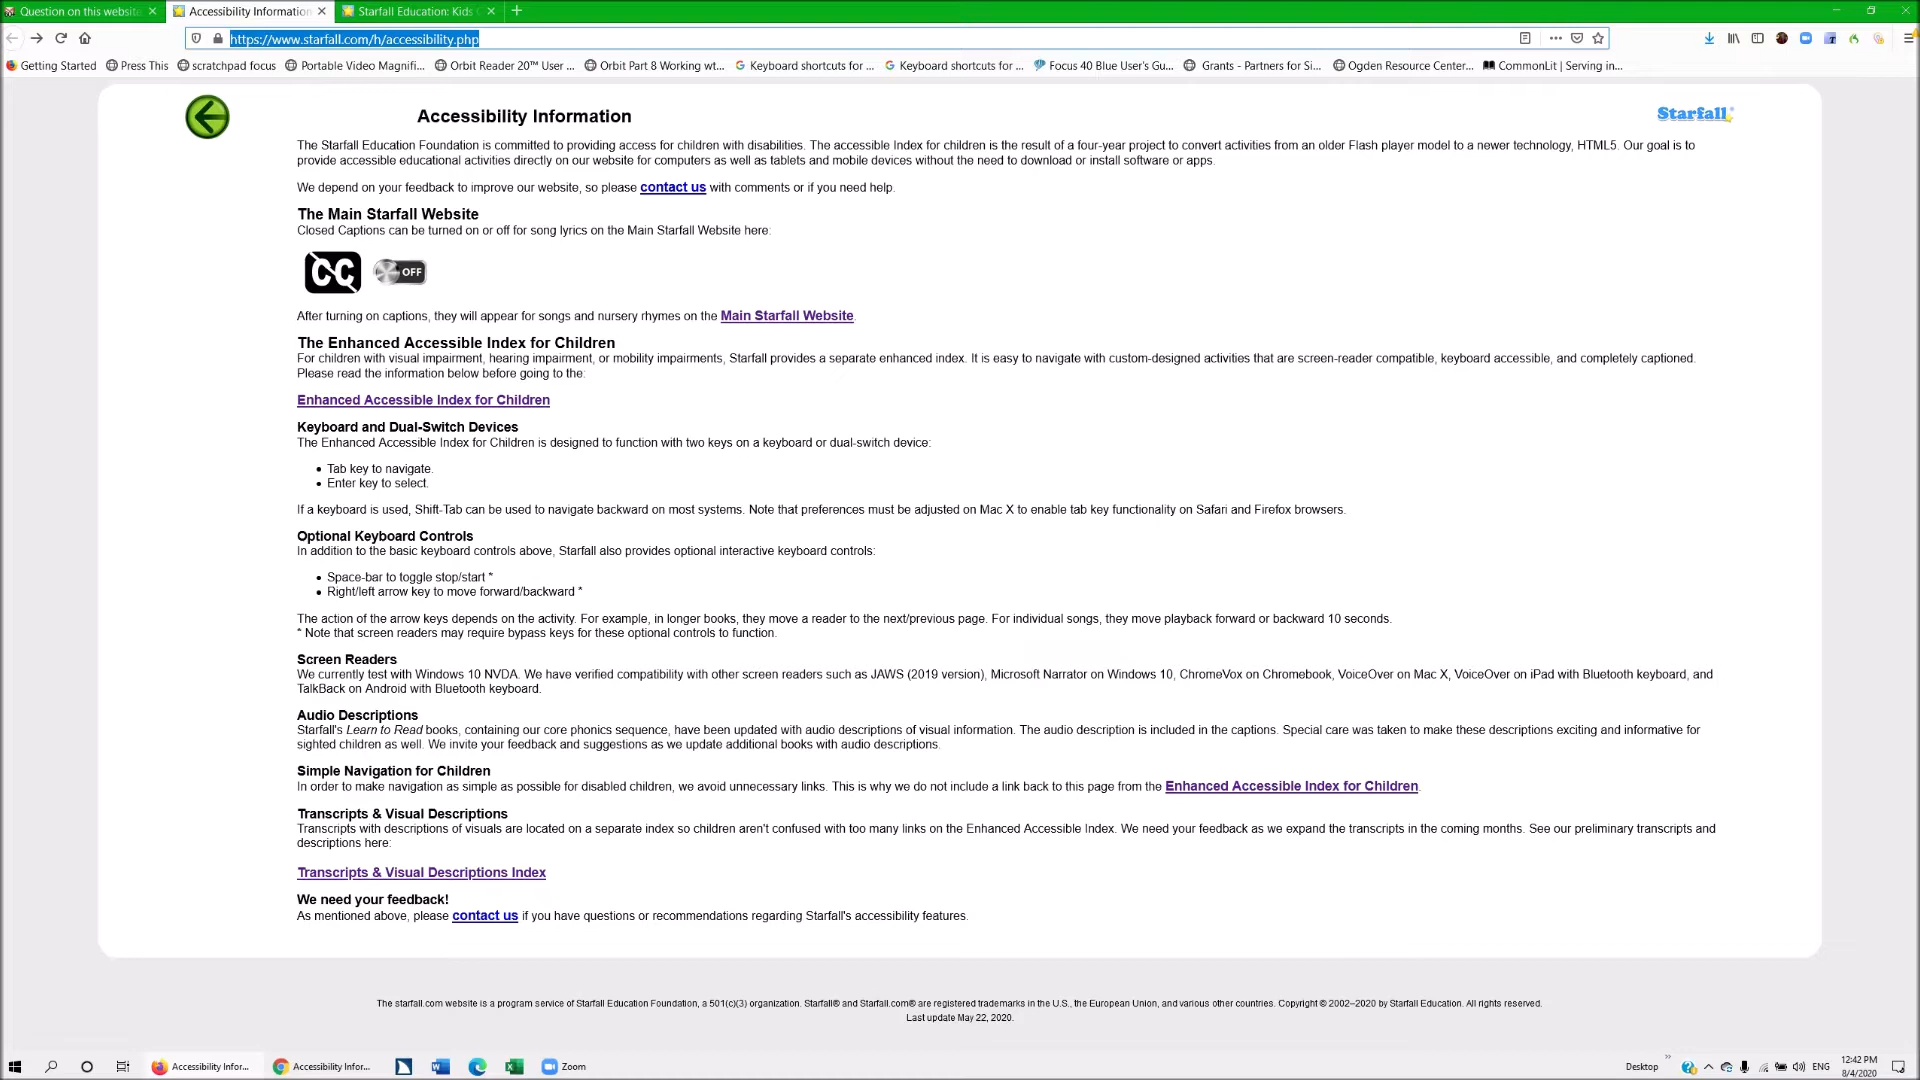 Question on this website
Accessibility Information
Starfall Education: Kids
https://www.starfall.com/h/accessibility.php
Getting Started
Press This
scratchpad focus
Portable Video Magnifi...
Orbit Reader 20™ User ...
Orbit Part 8 Working wt...
Keyboard shortcuts for ...
Keyboard shortcuts for ...
Focus 40 Blue User's Gu...
Grants - Partners for Si...
Ogden Resource Center...
CommonLit | Serving in...
Accessibility Information
Starfall
The Starfall Education Foundation is committed to providing access for children with disabilities. The accessible Index for children is the result of a four-year project to convert activities from an older Flash player model to a newer technology, HTML5. Our goal is to
provide accessible educational activities directly on our website for computers as well as tablets and mobile devices without the need to download or install software or apps.
We depend on your feedback to improve our website, so please contact us with comments or if you need help.
The Main Starfall Website
Closed Captions can be turned on or off for song lyrics on the Main Starfall Website here:
CC OFF
After turning on captions, they will appear for songs and nursery rhymes on the Main Starfall Website.
The Enhanced Accessible Index for Children
For children with visual impairment, hearing impairment, or mobility impairments, Starfall provides a separate enhanced index. It is easy to navigate with custom-designed activities that are screen-reader compatible, keyboard accessible, and completely captioned.
Please read the information below before going to the:
Enhanced Accessible Index for Children
Keyboard and Dual-Switch Devices
The Enhanced Accessible Index for Children is designed to function with two keys on a keyboard or dual-switch device:
• Tab key to navigate.
• Enter key to select.
If a keyboard is used, Shift-Tab can be used to navigate backward on most systems. Note that preferences must be adjusted on Mac X to enable tab key functionality on Safari and Firefox browsers.
Optional Keyboard Controls
In addition to the basic keyboard controls above, Starfall also provides optional interactive keyboard controls:
• Space-bar to toggle stop/start *
• Right/left arrow key to move forward/backward *
The action of the arrow keys depends on the activity. For example, in longer books, they move a reader to the next/previous page. For individual songs, they move playback forward or backward 10 seconds.
* Note that screen readers may require bypass keys for these optional controls to function.
Screen Readers
We currently test with Windows 10 NVDA. We have verified compatibility with other screen readers such as JAWS (2019 version), Microsoft Narrator on Windows 10, ChromeVox on Chromebook, VoiceOver on Mac X, VoiceOver on iPad with Bluetooth keyboard, and
TalkBack on Android with Bluetooth keyboard.
Audio Descriptions
Starfall's Learn to Read books, containing our core phonics sequence, have been updated with audio descriptions of visual information. The audio description is included in the captions. Special care was taken to make these descriptions exciting and informative for
sighted children as well. We invite your feedback and suggestions as we update additional books with audio descriptions.
Simple Navigation for Children
In order to make navigation as simple as possible for disabled children, we avoid unnecessary links. This is why we do not include a link back to this page from the Enhanced Accessible Index for Children.
Transcripts & Visual Descriptions
Transcripts with descriptions of visuals are located on a separate index so children aren't confused with too many links on the Enhanced Accessible Index. We need your feedback as we expand the transcripts in the coming months. See our preliminary transcripts and
descriptions here:
Transcripts & Visual Descriptions Index
We need your feedback!
As mentioned above, please contact us if you have questions or recommendations regarding Starfall's accessibility features.
The starfall.com website is a program service of Starfall Education Foundation, a 501(c)(3) organization. Starfall® and Starfall.com® are registered trademarks in the U.S., the European Union, and various other countries. Copyright © 2002–2020 by Starfall Education. All rights reserved.
Last update May 22, 2020.
Accessibility Infor...
Accessibility Infor...
Zoom
Desktop
ENG
12:42 PM
8/4/2020